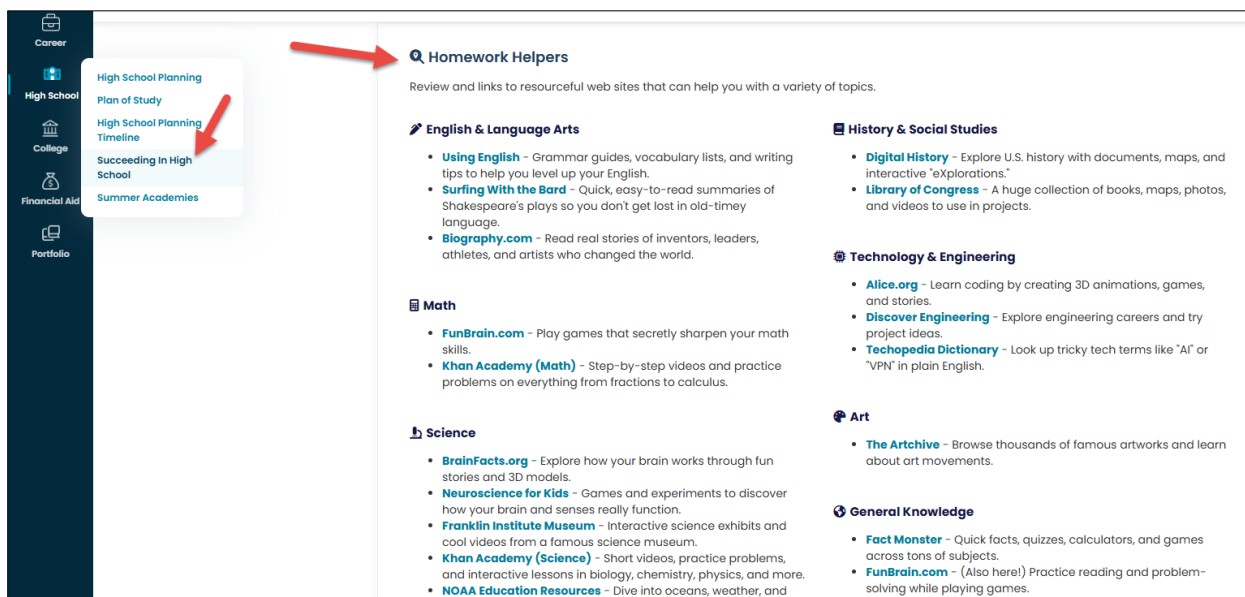 Career
High School
College
Financial Aid
Portfolio
High School Planning
Plan of Study
High School Planning
Timeline
Succeeding In High
School
Summer Academies
Homework Helpers
Review and links to resourceful web sites that can help you with a variety of topics.
English & Language Arts
• Using English - Grammar guides, vocabulary lists, and writing
tips to help you level up your English.
• Surfing With the Bard - Quick, easy-to-read summaries of
Shakespeare's plays so you don't get lost in old-timey
language.
• Biography.com - Read real stories of inventors, leaders,
athletes, and artists who changed the world.
Math
• FunBrain.com - Play games that secretly sharpen your math
skills.
• Khan Academy (Math) - Step-by-step videos and practice
problems on everything from fractions to calculus.
Science
• BrainFacts.org - Explore how your brain works through fun
stories and 3D models.
• Neuroscience for Kids - Games and experiments to discover
how your brain and senses really function.
• Franklin Institute Museum - Interactive science exhibits and
cool videos from a famous science museum.
• Khan Academy (Science) - Short videos, practice problems,
and interactive lessons in biology, chemistry, physics, and more.
• NOAA Education Resources - Dive into oceans, weather, and
History & Social Studies
• Digital History - Explore U.S. history with documents, maps, and
interactive "eXplorations."
• Library of Congress - A huge collection of books, maps, photos,
and videos to use in projects.
Technology & Engineering
• Alice.org - Learn coding by creating 3D animations, games,
and stories.
• Discover Engineering - Explore engineering careers and try
project ideas.
• Techopedia Dictionary - Look up tricky tech terms like "AI" or
"VPN" in plain English.
Art
• The Artchive - Browse thousands of famous artworks and learn
about art movements.
General Knowledge
• Fact Monster - Quick facts, quizzes, calculators, and games
across tons of subjects.
• FunBrain.com - (Also here!) Practice reading and problem-
solving while playing games.